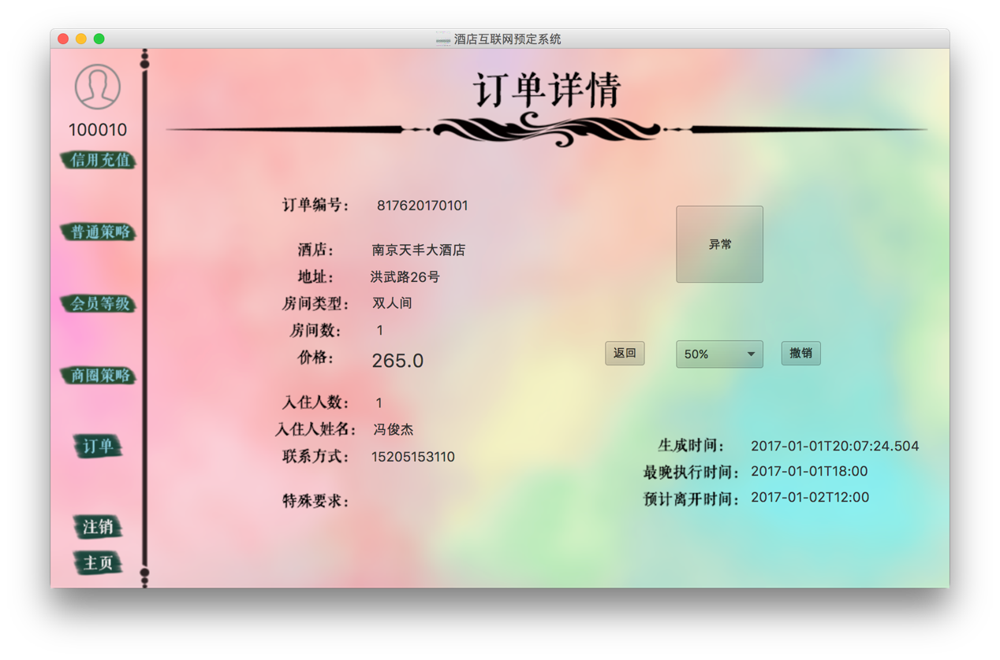 酒店互联网预定系统
100010
信用充值
普通策略
会员等级
商圈策略
订单
注销
主页
订单详情
订单编号： 817620170101
酒店： 南京天丰大酒店
地址： 洪武路26号
房间类型： 双人间
房间数： 1
价格： 265.0
入住人数： 1
入住人姓名： 冯俊杰
联系方式： 15205153110
特殊要求：
异常
返回 50% 撤销
生成时间： 2017-01-01T20:07:24.504
最晚执行时间： 2017-01-01T18:00
预计离开时间： 2017-01-02T12:00